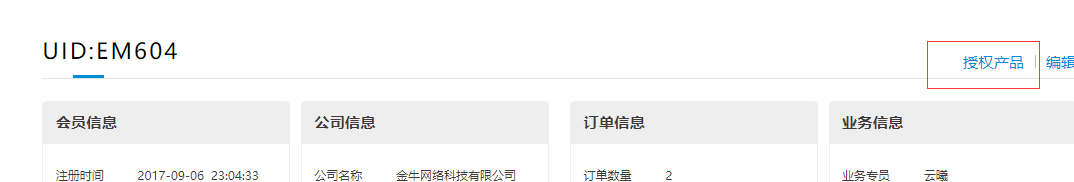 UID:EM604
授权产品 | 编辑
会员信息 公司信息 订单信息 业务信息
注册时间 2017-09-06 23:04:33 公司名称 金牛网络科技有限公司 订单数量 2 业务专员 云曦